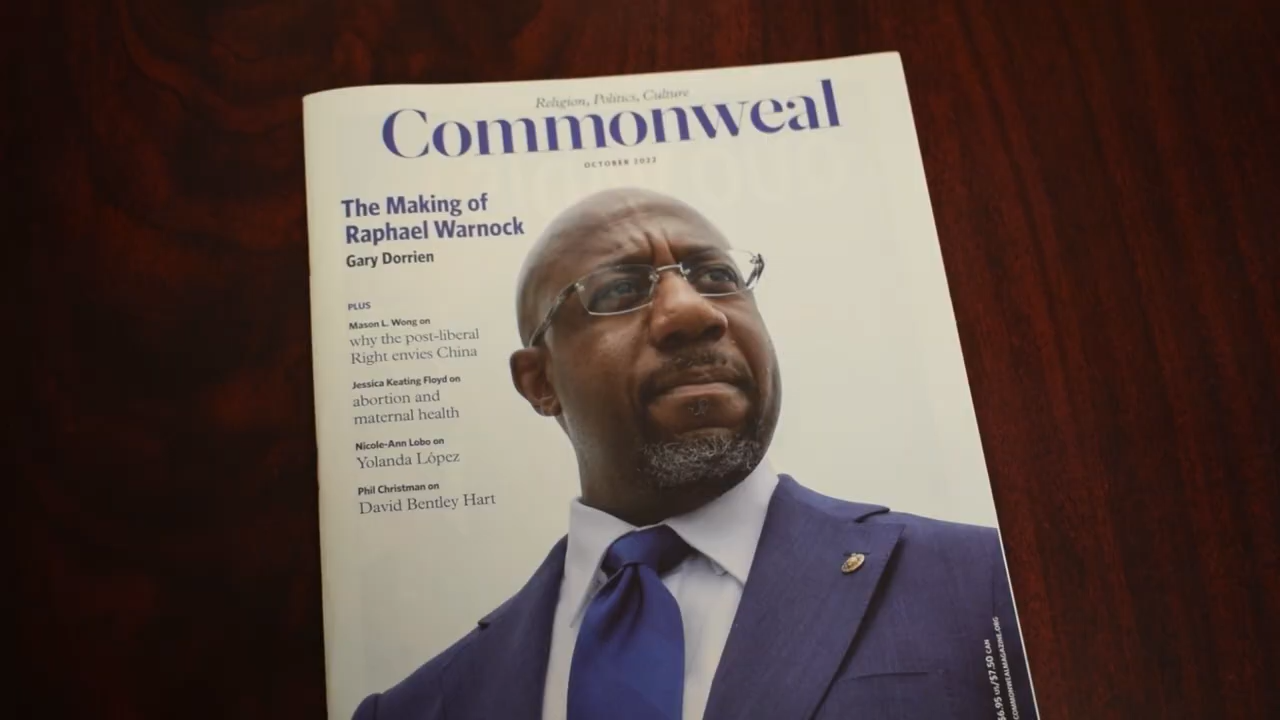 Religion, Politics, Culture
Commonweal
OCTOBER 2022
The Making of
Raphael Warnock
Gary Dorrien
PLUS
Mason L. Wong on
why the post-liberal
Right envies China
Jessica Keating Floyd on
abortion and
maternal health
Nicole-Ann Lobo on
Yolanda López
Phil Christman on
David Bentley Hart
$6.95 US/$7.50 CAN
COMMONWEALMAGAZINE.ORG